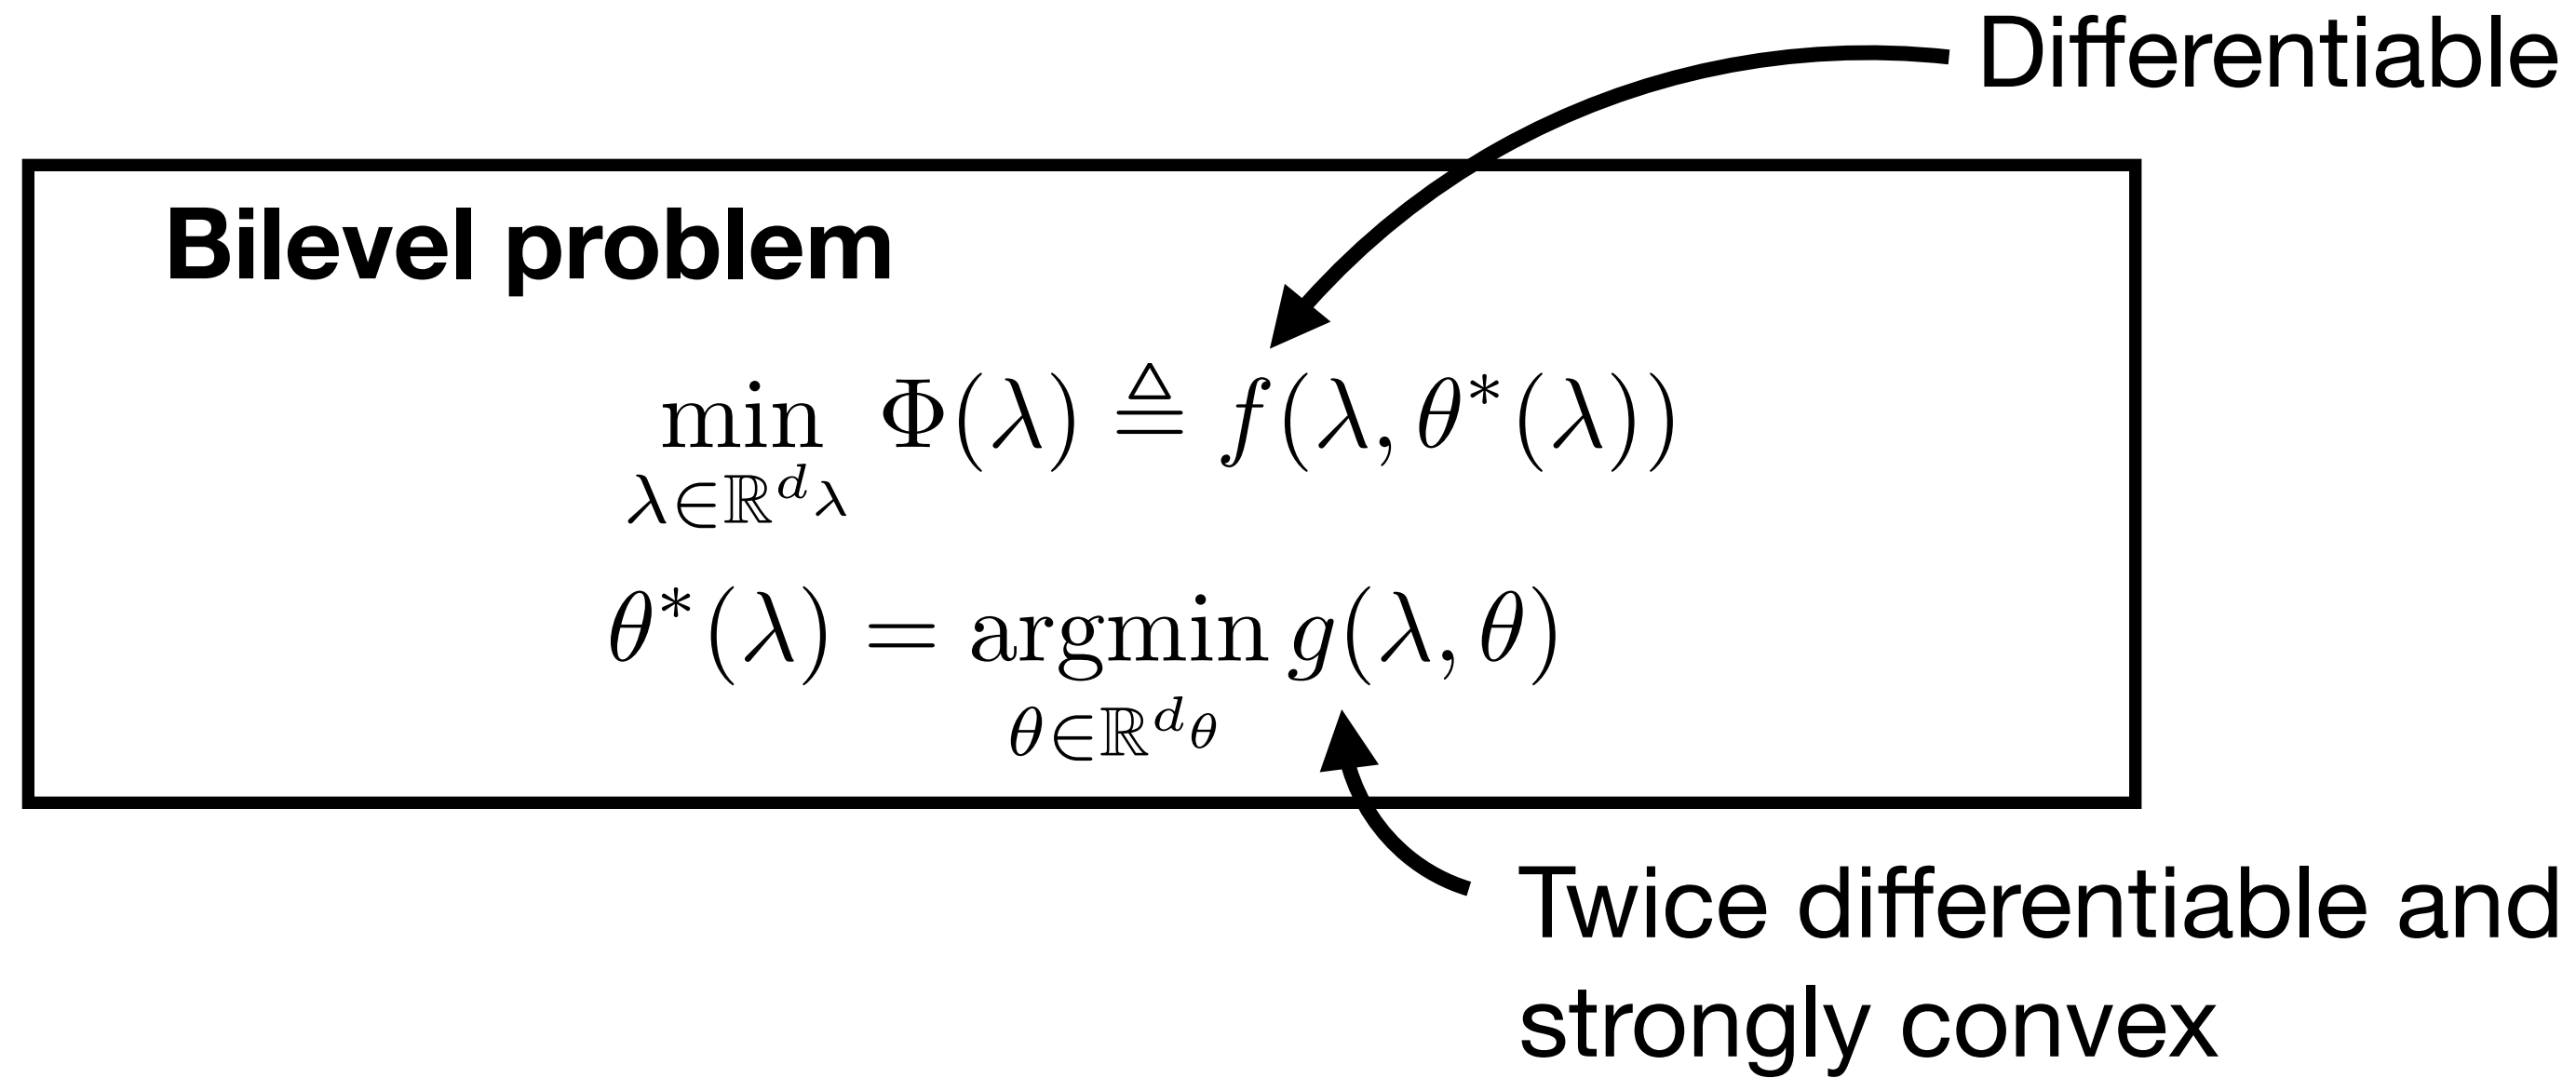 Differentiable
Bilevel problem
min Φ(λ) ≜ f(λ, θ*(λ))
λ∈ℝ^{d_λ}
θ*(λ) = argmin g(λ, θ)
θ∈ℝ^{d_θ}
Twice differentiable and
strongly convex